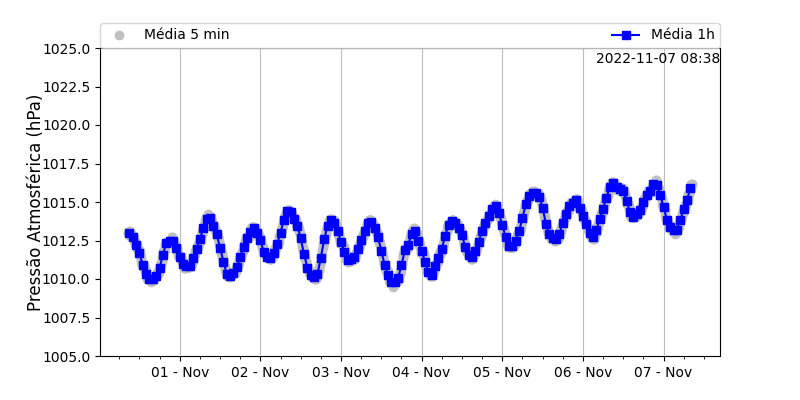 Média 5 min
Média 1h
2022-11-07 08:38
Pressão Atmosférica (hPa)
1025.0
1022.5
1020.0
1017.5
1015.0
1012.5
1010.0
1007.5
1005.0
01 - Nov
02 - Nov
03 - Nov
04 - Nov
05 - Nov
06 - Nov
07 - Nov